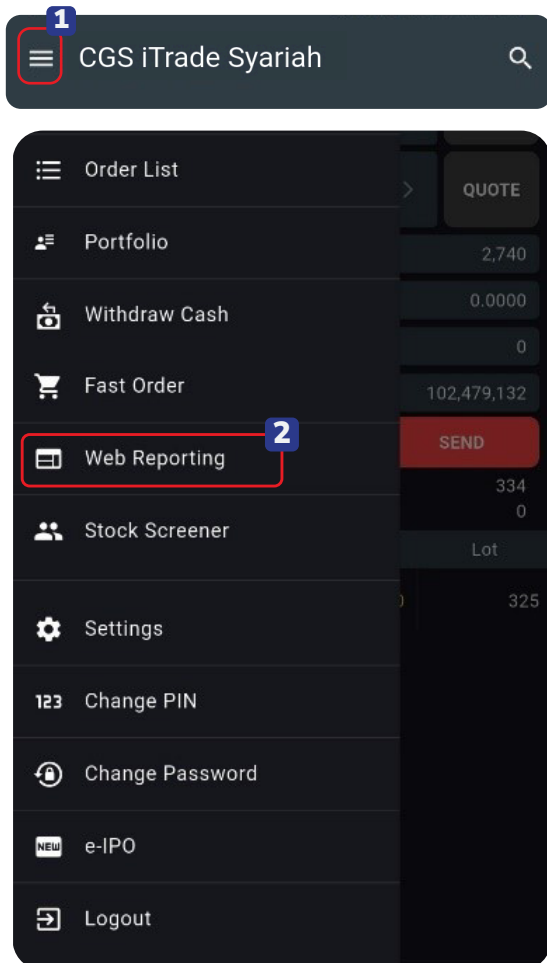 1
CGS iTrade Syariah
Order List
QUOTE
Portfolio
2,740
Withdraw Cash
0.0000
0
Fast Order
102,479,132
2
Web Reporting
SEND
334
Stock Screener
0
Lot
325
Settings
123 Change PIN
Change Password
NEW e-IPO
Logout